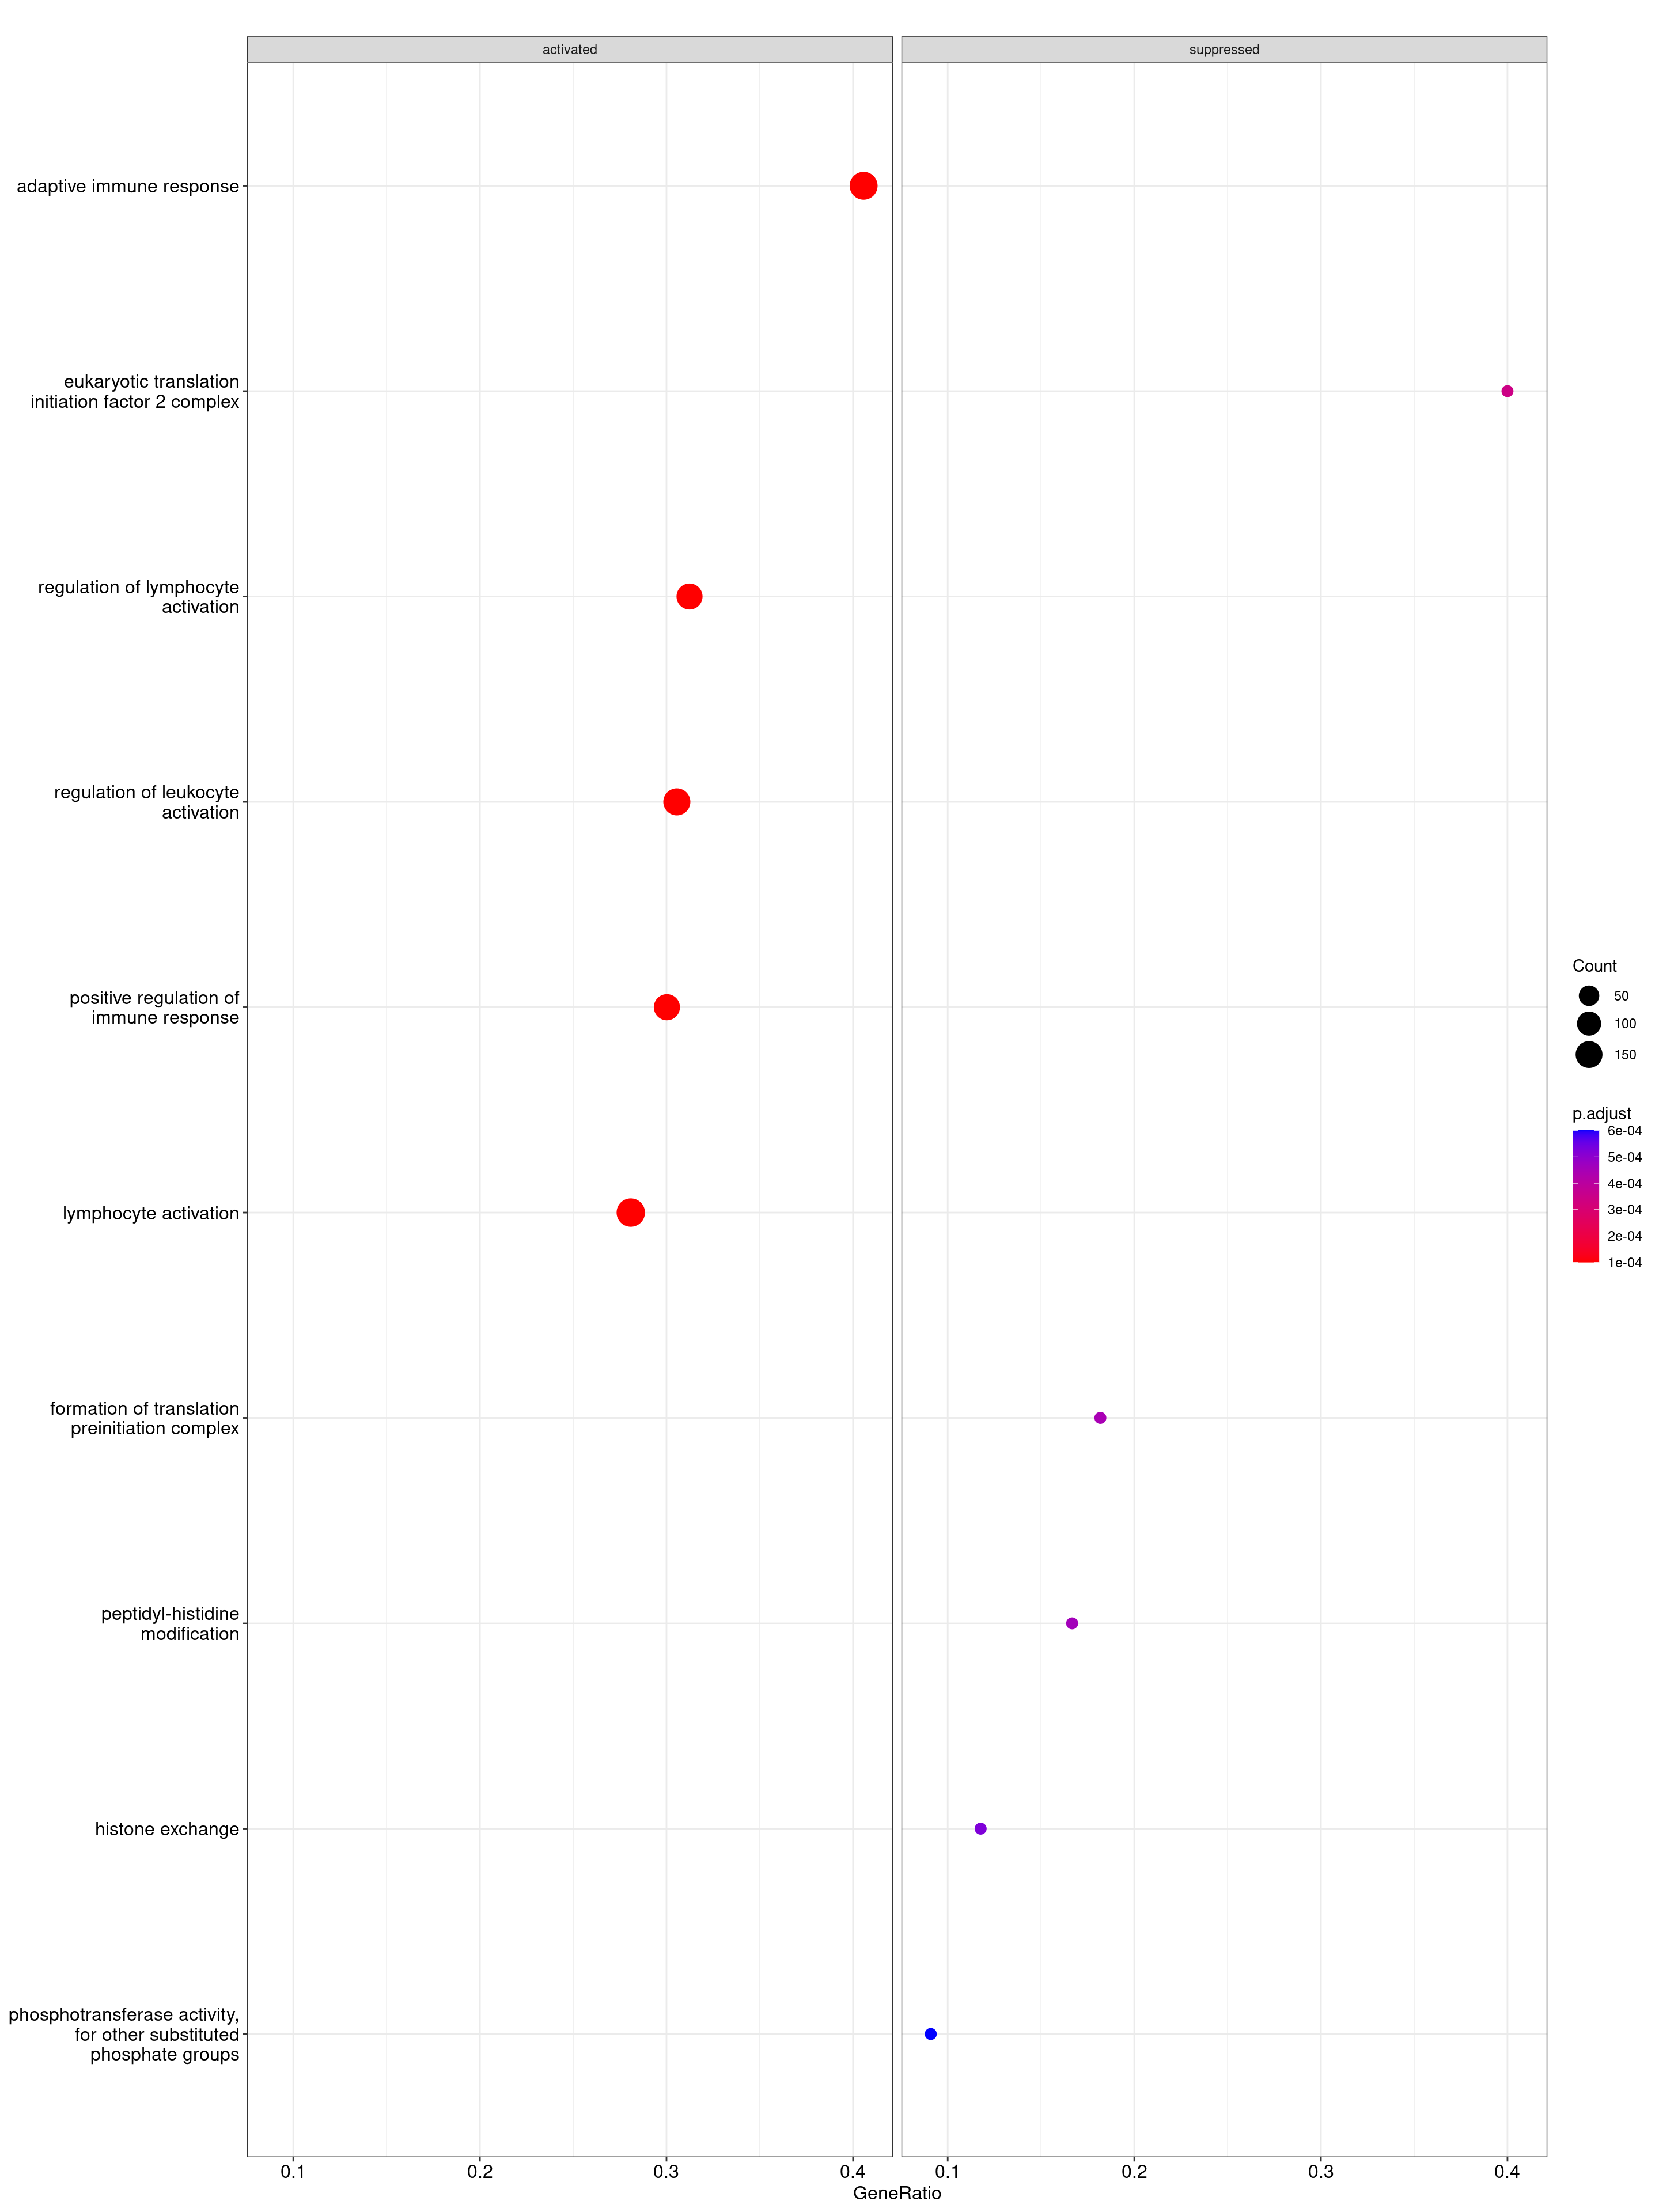 activated
suppressed
adaptive immune response
eukaryotic translation
initiation factor 2 complex
regulation of lymphocyte
activation
regulation of leukocyte
activation
positive regulation of
immune response
lymphocyte activation
formation of translation
preinitiation complex
peptidyl-histidine
modification
histone exchange
phosphotransferase activity,
for other substituted
phosphate groups
0.1
0.2
0.3
0.4
0.1
0.2
0.3
0.4
GeneRatio
Count
50
100
150
p.adjust
6e-04
5e-04
4e-04
3e-04
2e-04
1e-04